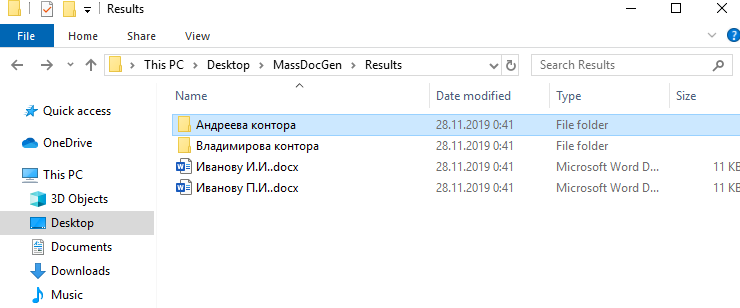 Results
File Home Share View
This PC Desktop MassDocGen Results Search Results
Name Date modified Type Size
Quick access
OneDrive
This PC
3D Objects
Desktop
Documents
Downloads
Music
Андреева контора 28.11.2019 0:41 File folder
Владимирова контора 28.11.2019 0:41 File folder
Иванову И.И..docx 28.11.2019 0:41 Microsoft Word D... 11 KB
Иванову П.И..docx 28.11.2019 0:41 Microsoft Word D... 11 KB